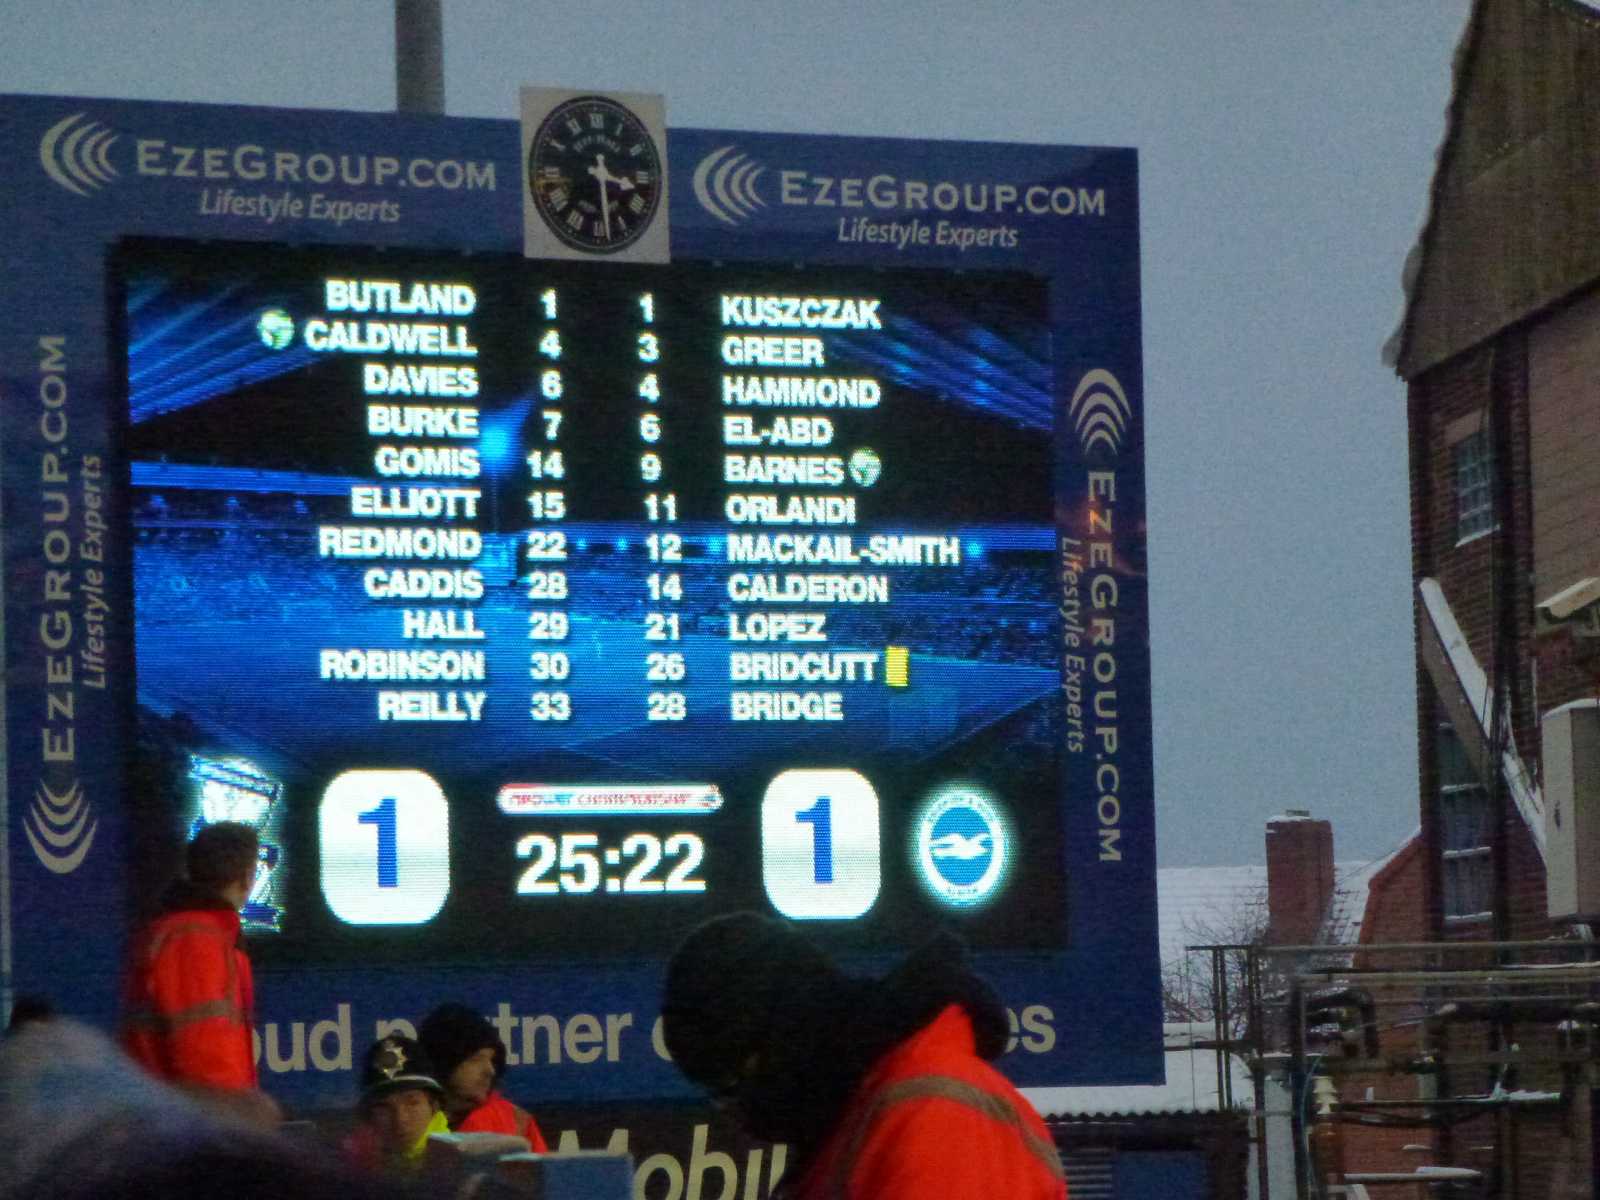 EZEGROUP.COM
Lifestyle Experts
EZEGROUP.COM
Lifestyle Experts
EZEGROUP.COM
Lifestyle Experts
EZEGROUP.COM
Lifestyle Experts
BUTLAND 1 1 KUSZCZAK
CALDWELL 4 3 GREER
DAVIES 6 4 HAMMOND
BURKE 7 6 EL-ABD
GOMIS 14 9 BARNES
ELLIOTT 15 11 ORLANDI
REDMOND 22 12 MACKAIL-SMITH
CADDIS 28 14 CALDERON
HALL 29 21 LOPEZ
ROBINSON 30 26 BRIDCUTT
REILLY 33 28 BRIDGE
1 25:22 1